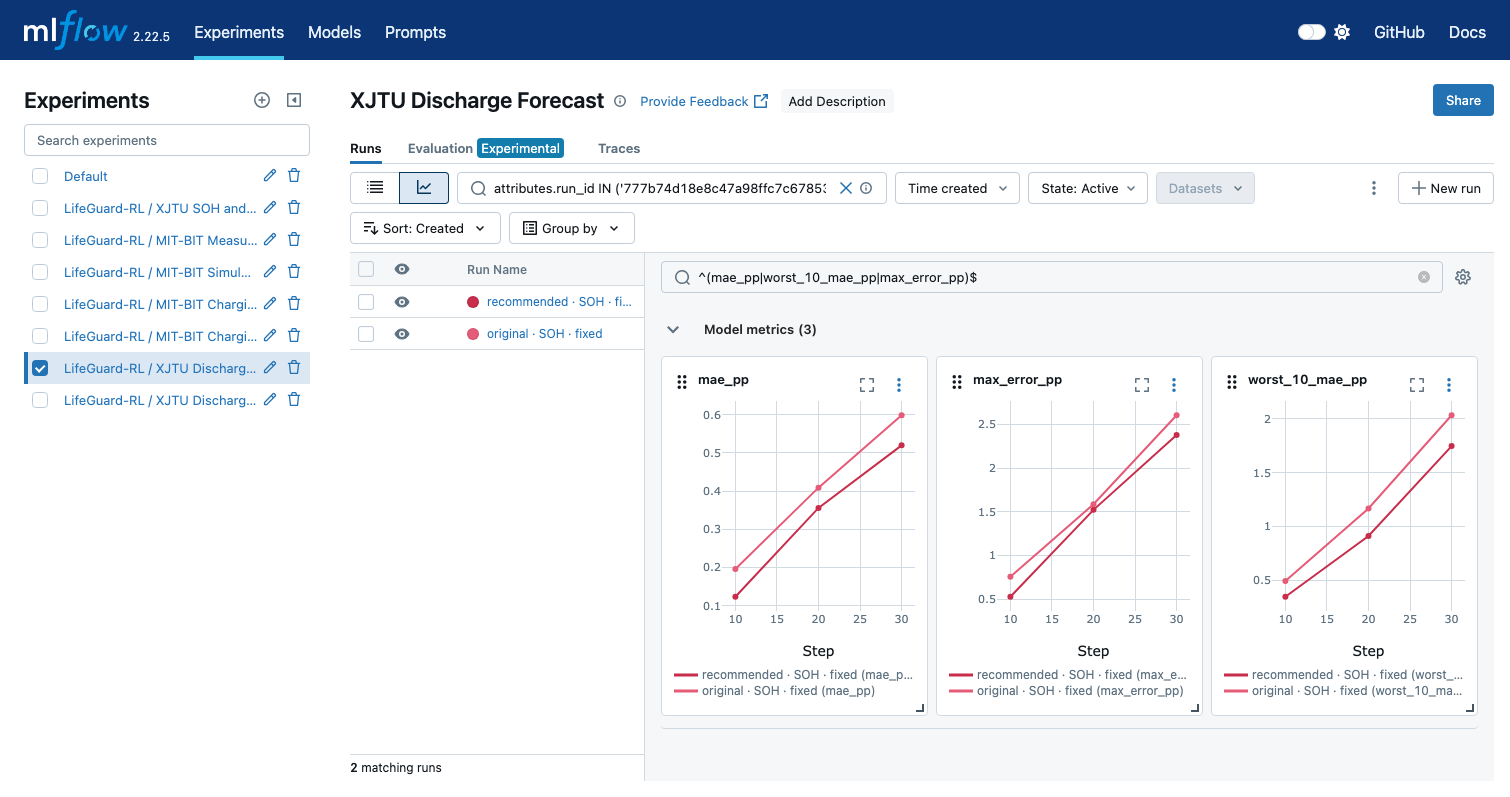 mlflow 2.22.5 Experiments Models Prompts GitHub Docs
Experiments
Search experiments
Default
LifeGuard-RL / XJTU SOH and...
LifeGuard-RL / MIT-BIT Measu...
LifeGuard-RL / MIT-BIT Simul...
LifeGuard-RL / MIT-BIT Chargi...
LifeGuard-RL / MIT-BIT Chargi...
LifeGuard-RL / XJTU Discharg...
LifeGuard-RL / XJTU Discharg...
XJTU Discharge Forecast Provide Feedback Add Description Share
Runs Evaluation Experimental Traces
attributes.run_id IN ('777b74d18e8c47a98ffc7c67853 Time created State: Active Datasets New run
Sort: Created Group by
Run Name
recommended · SOH · fi...
original · SOH · fixed
2 matching runs
^(mae_pp|worst_10_mae_pp|max_error_pp)$
Model metrics (3)
mae_pp
0.6
0.5
0.4
0.3
0.2
0.1
10 15 20 25 30
Step
recommended · SOH · fixed (mae_p...
original · SOH · fixed (mae_pp)
max_error_pp
2.5
2
1.5
1
0.5
10 15 20 25 30
Step
recommended · SOH · fixed (max_e...
original · SOH · fixed (max_error_pp)
worst_10_mae_pp
2
1.5
1
0.5
10 15 20 25 30
Step
recommended · SOH · fixed (worst_...
original · SOH · fixed (worst_10_ma...